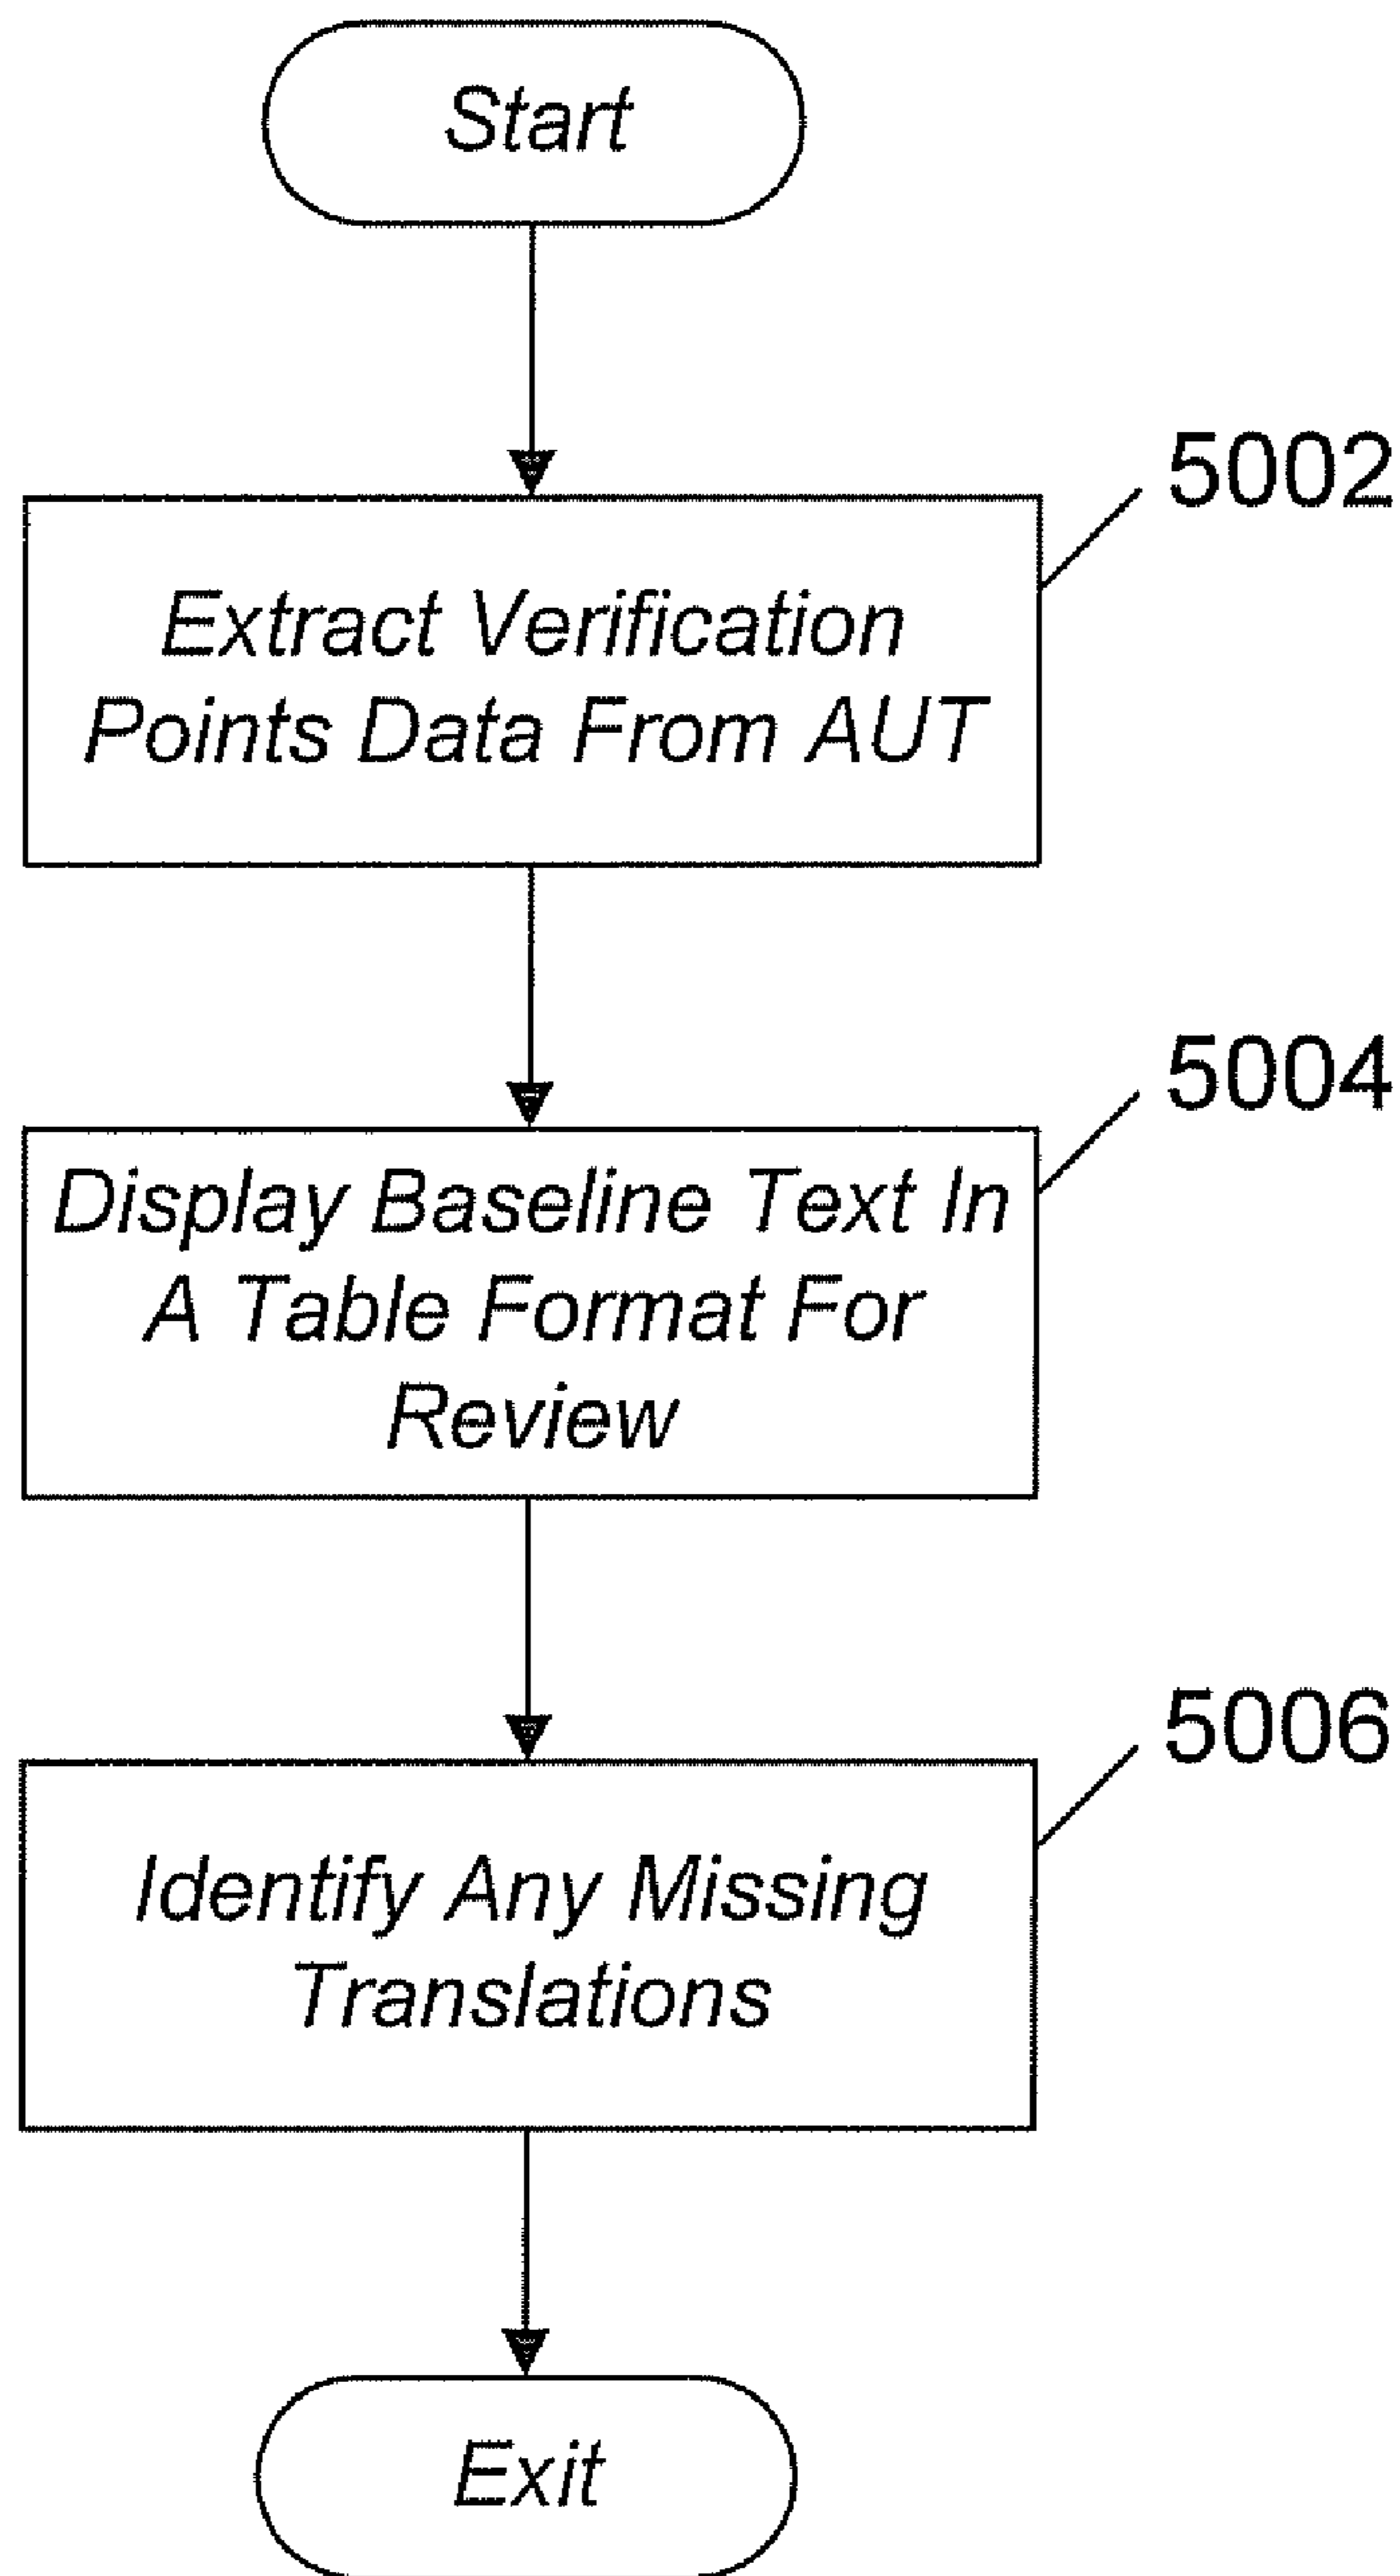 Start
5002
Extract Verification
Points Data From AUT
5004
Display Baseline Text In
A Table Format For
Review
5006
Identify Any Missing
Translations
Exit